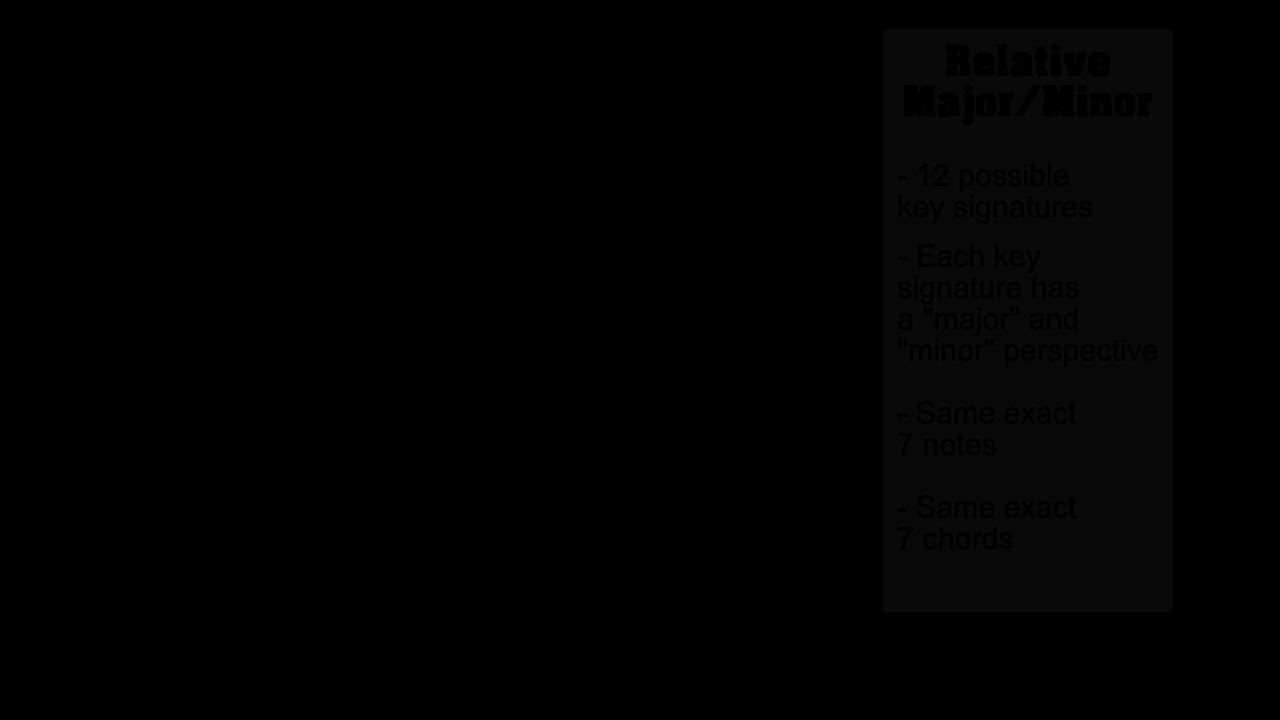 Relative
Major/Minor
- 12 possible
key signatures
- Each key
signature has
a "major" and
"minor" perspective
- Same exact
7 notes
- Same exact
7 chords